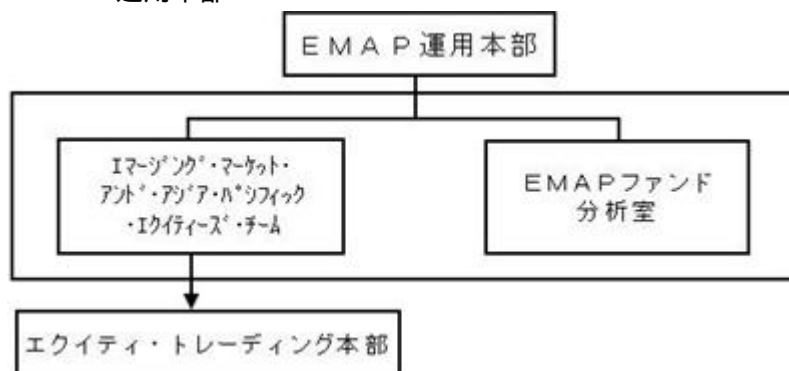 運用本部
ＥＭＡＰ運用本部
ｴﾏｰｼﾞﾝｸﾞ・ﾏｰｹｯﾄ・
ｱﾝﾄﾞ・ｱｼﾞｱ・ﾊﾟｼﾌｨｯｸ
・ｴｸｲﾃｨｰｽﾞ・ﾁｰﾑ
ＥＭＡＰファンド
分析室
エクイティ・トレーディング本部